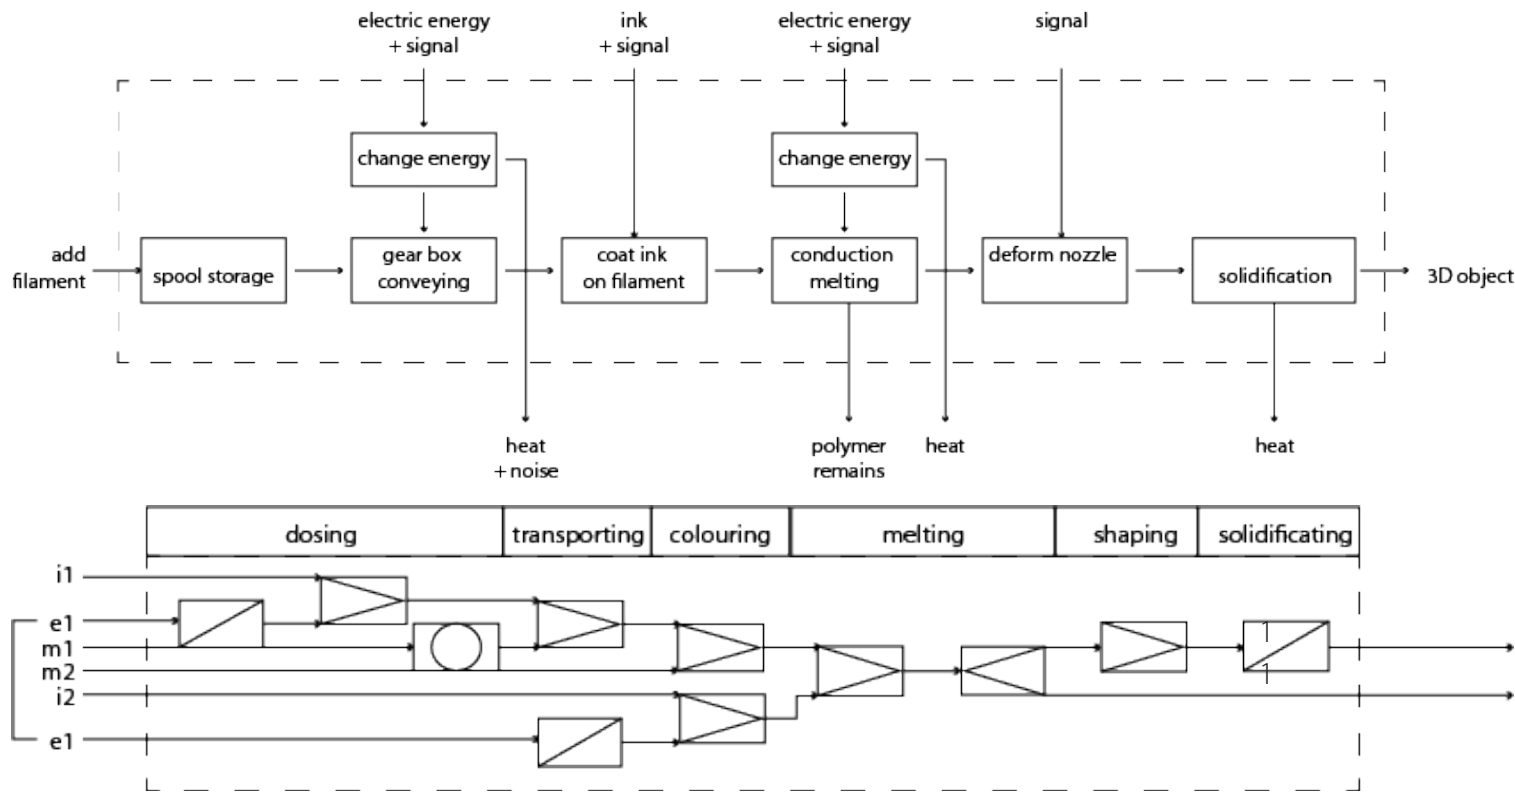 electric energy
+ signal
ink
+ signal
electric energy
+ signal
signal
change energy
change energy
add
filament
spool storage
gear box
conveying
coat ink
on filament
conduction
melting
deform nozzle
solidification
3D object
heat
+ noise
polymer
remains
heat
heat
dosing
transporting
colouring
melting
shaping
solidificating
i1
e1
m1
m2
i2
e1